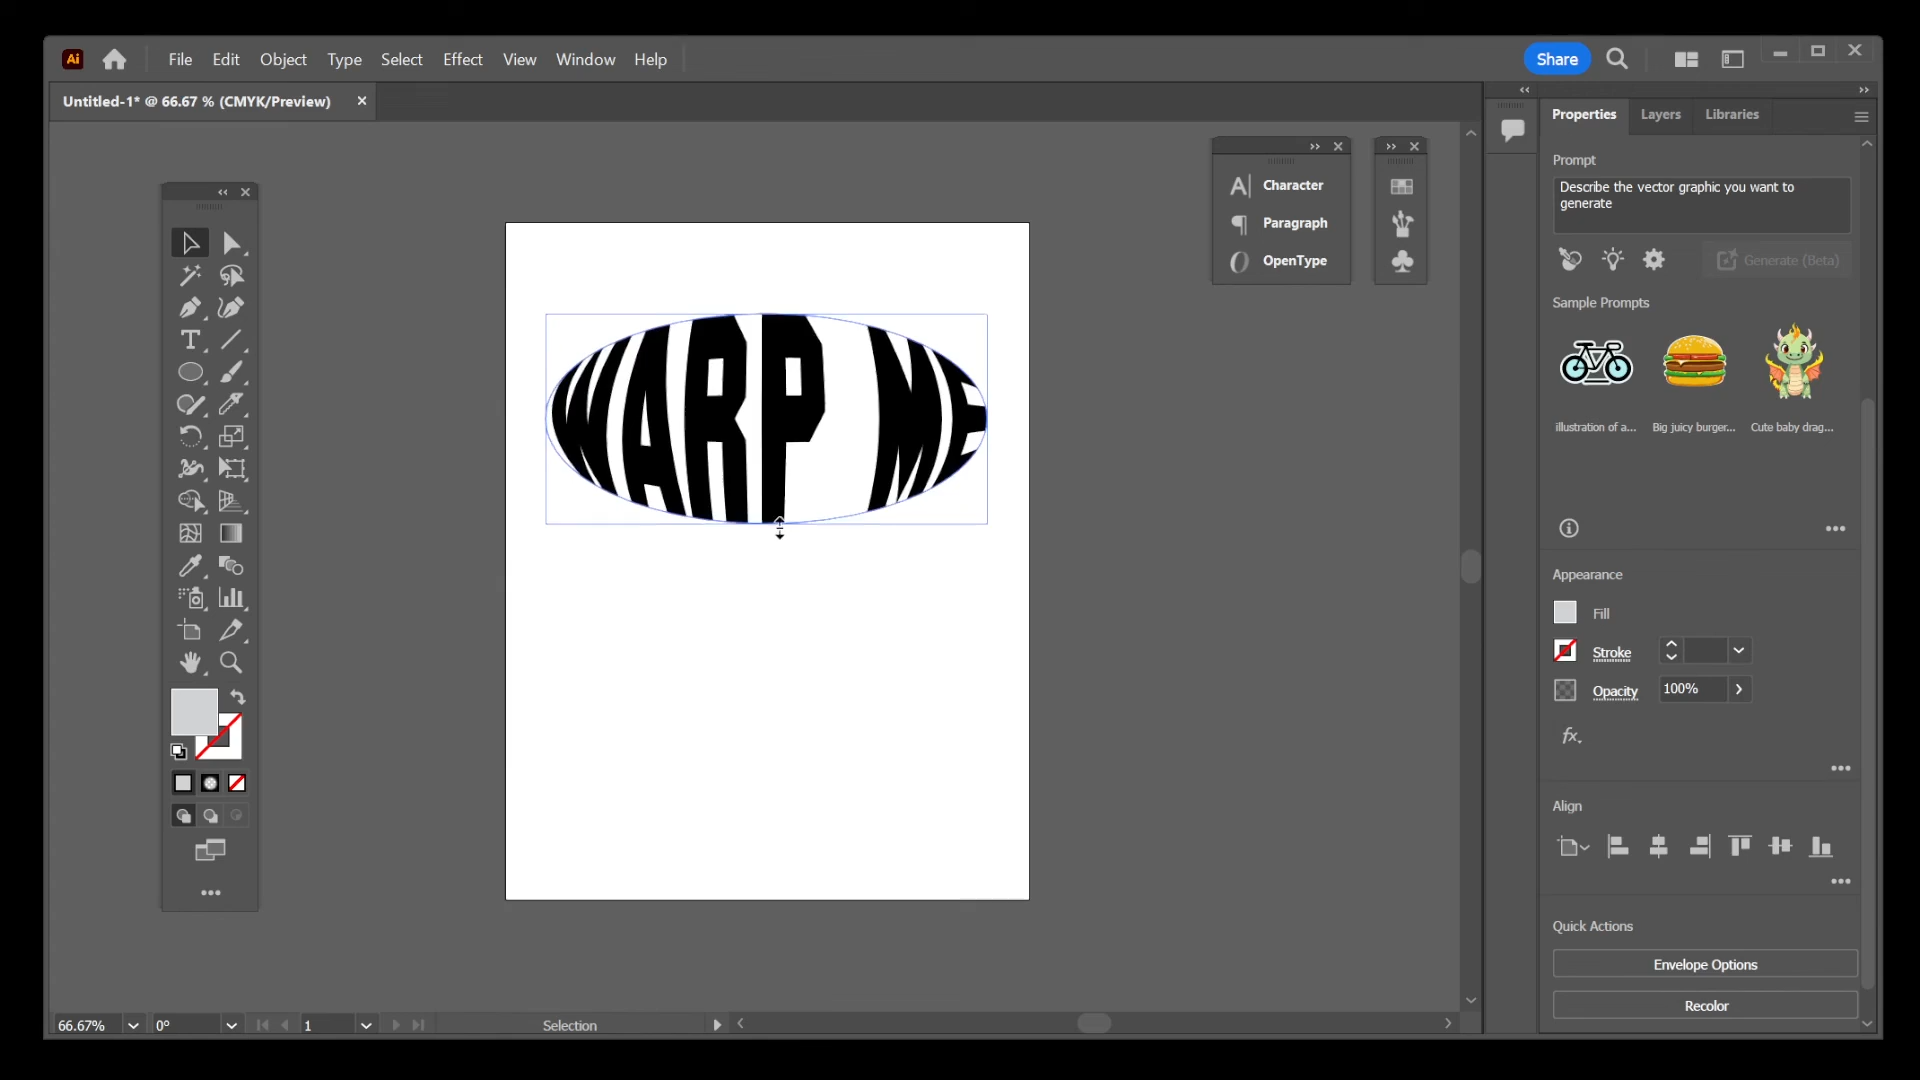 Ai
File Edit Object Type Select Effect View Window Help
Share
Untitled-1* @ 66.67 % (CMYK/Preview)
Character
Paragraph
OpenType
WARP ME
Properties Layers Libraries
Prompt
Describe the vector graphic you want to
generate
Generate (Beta)
Sample Prompts
illustration of a... Big juicy burger... Cute baby drag...
Appearance
Fill
Stroke
Opacity 100%
fx
Align
Quick Actions
Envelope Options
Recolor
66.67% 0° 1 Selection